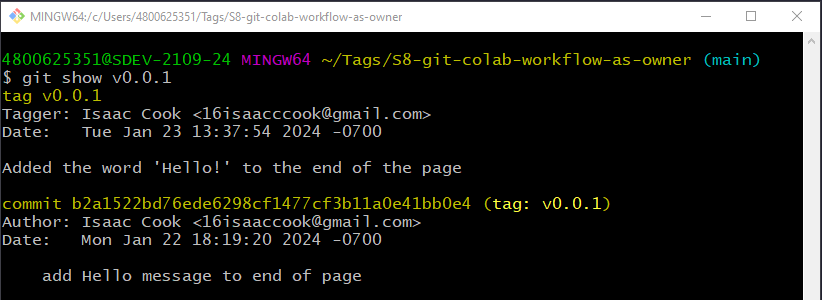 MINGW64:/c/Users/4800625351/Tags/S8-git-colab-workflow-as-owner
4800625351@SDEV-2109-24 MINGW64 ~/Tags/S8-git-colab-workflow-as-owner (main)
$ git show v0.0.1
tag v0.0.1
Tagger: Isaac Cook <16isaacccook@gmail.com>
Date:   Tue Jan 23 13:37:54 2024 -0700
Added the word 'Hello!' to the end of the page
commit b2a1522bd76ede6298cf1477cf3b11a0e41bb0e4 (tag: v0.0.1)
Author: Isaac Cook <16isaaccook@gmail.com>
Date:   Mon Jan 22 18:19:20 2024 -0700
    add Hello message to end of page